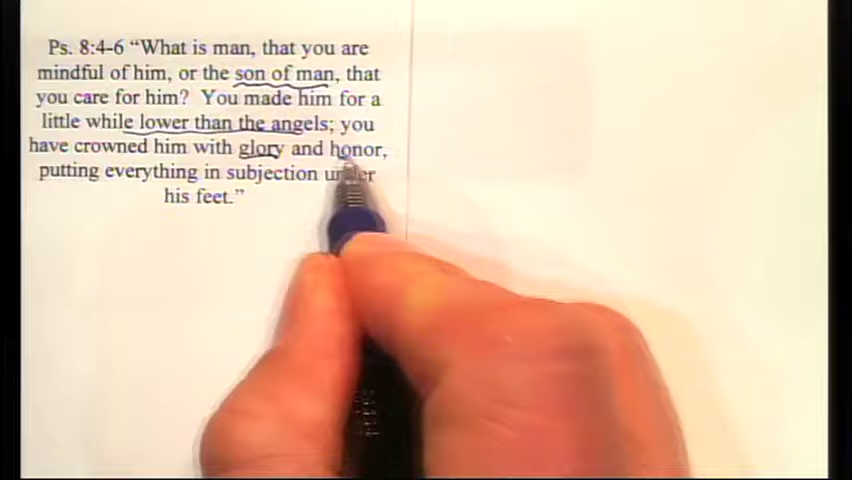 Ps. 8:4-6 “What is man, that you are
mindful of him, or the son of man, that
you care for him?  You made him for a
little while lower than the angels; you
have crowned him with glory and honor,
putting everything in subjection under
his feet.”